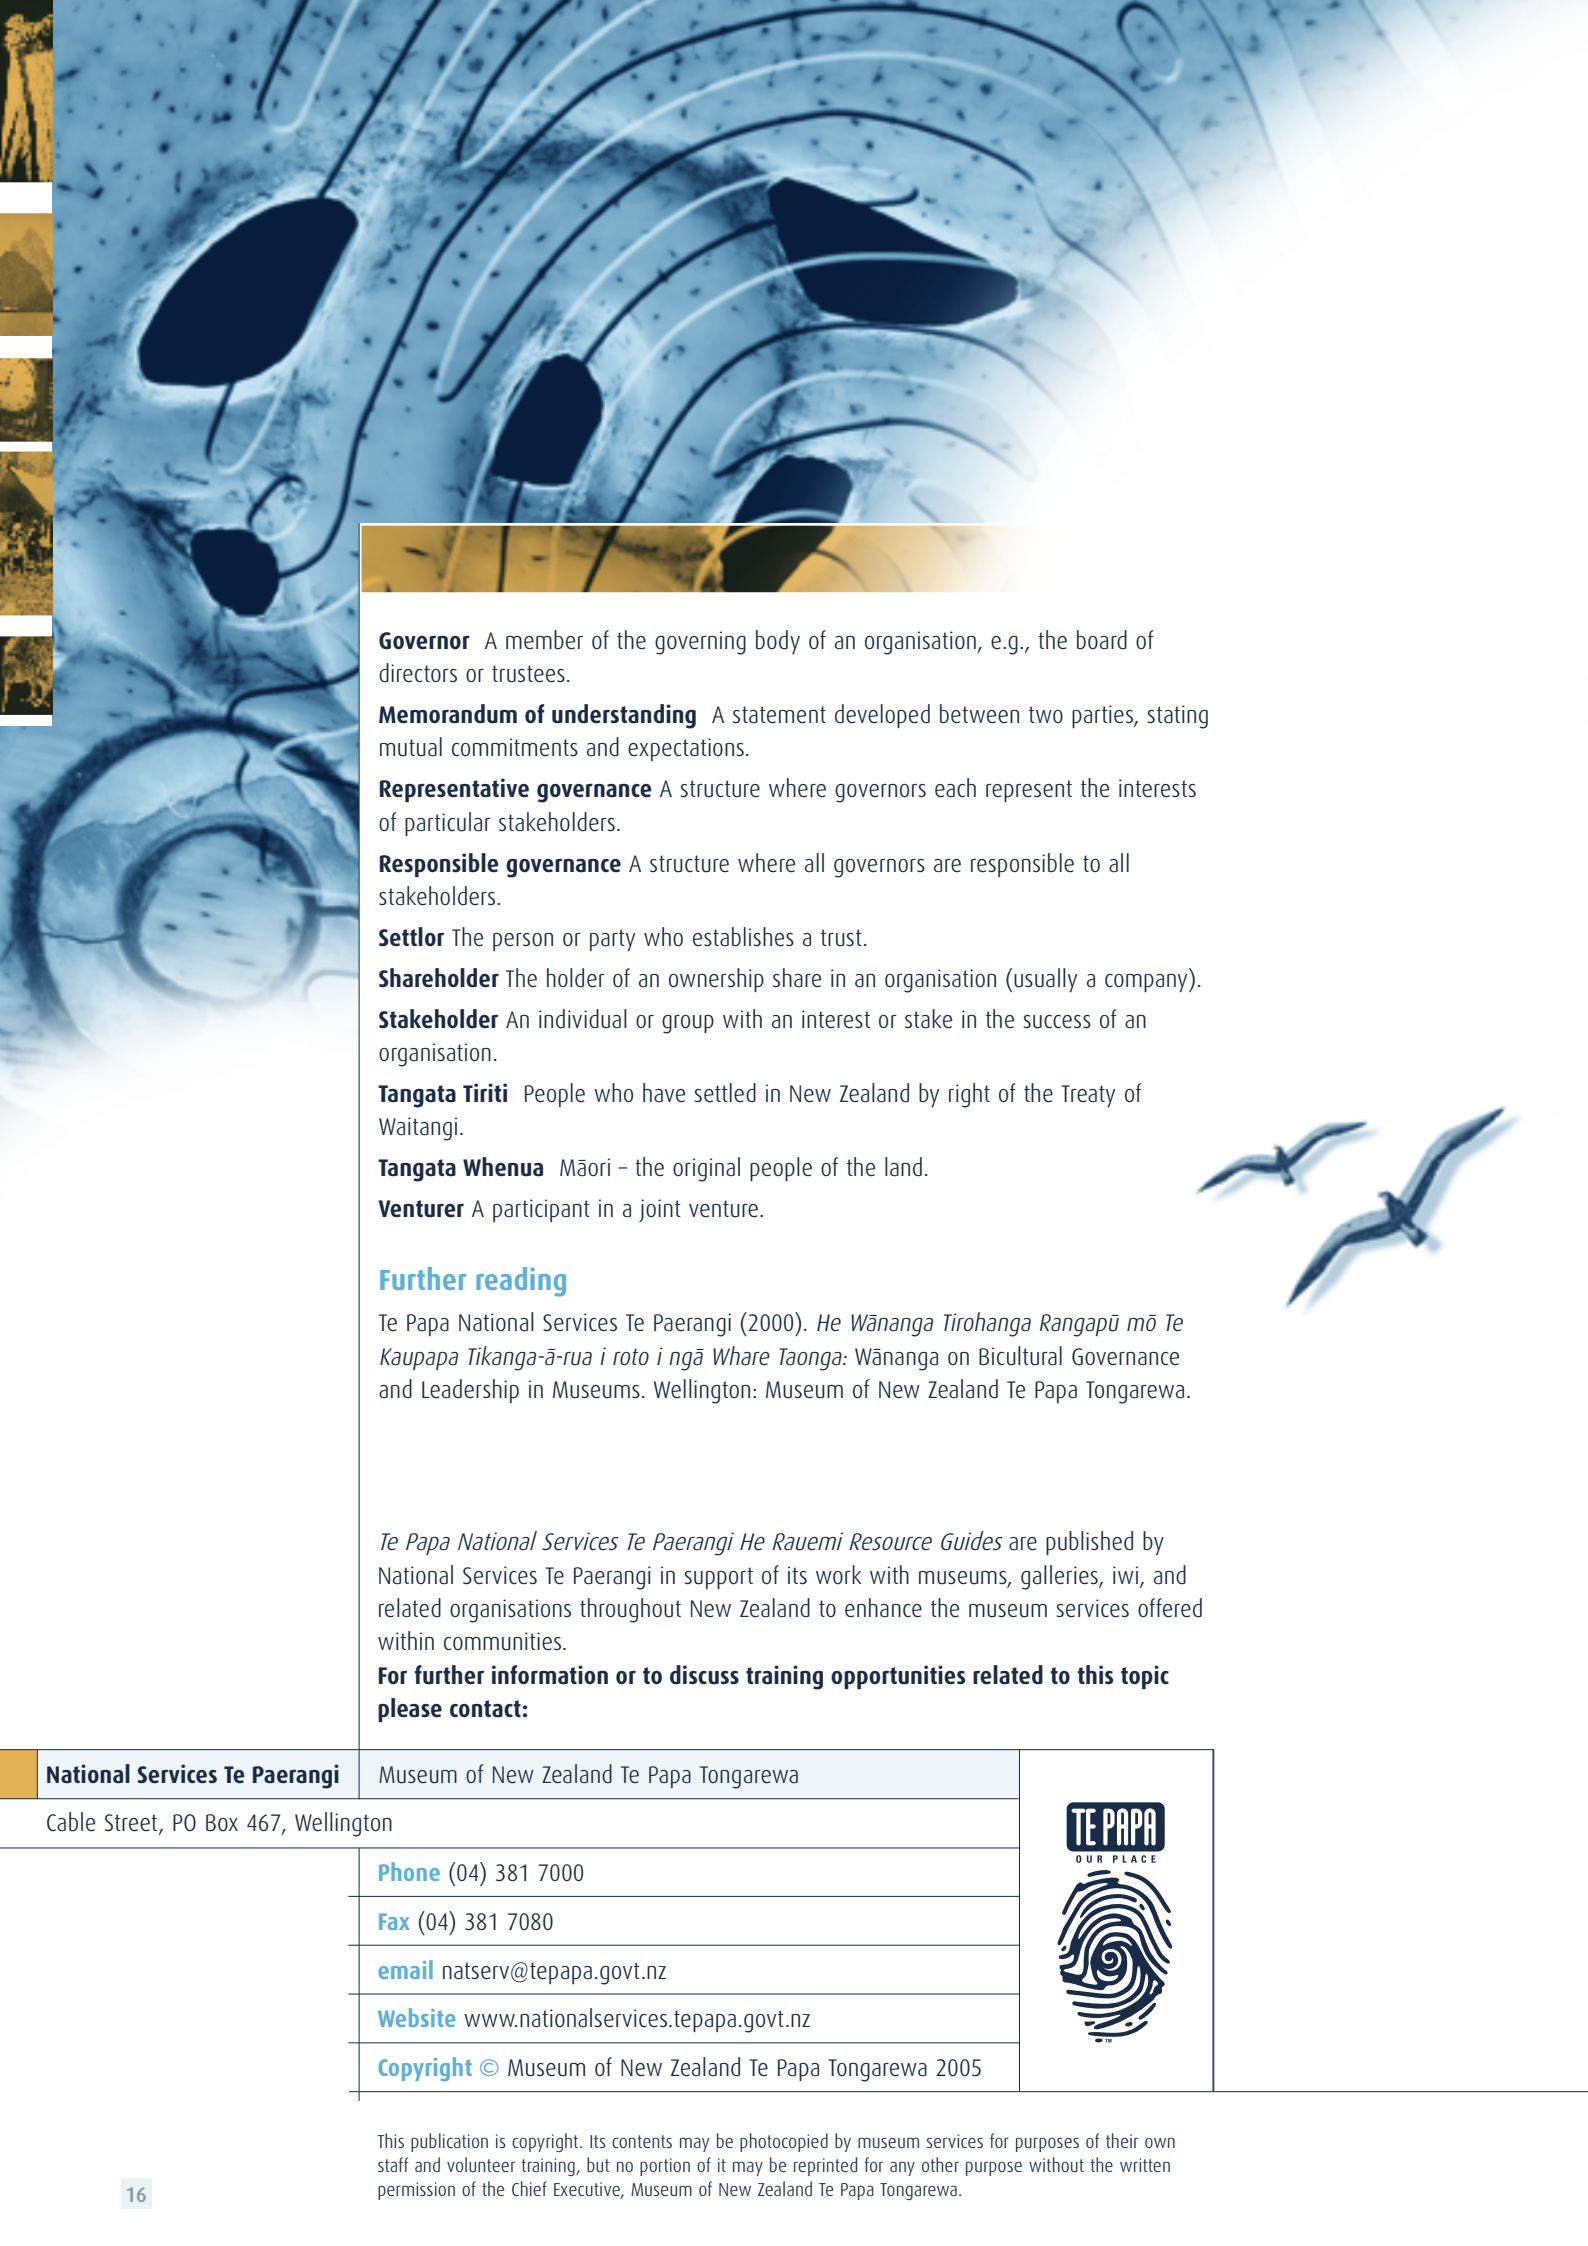 Governor A member of the governing body of an organisation, e.g., the board of
directors or trustees.
Memorandum of understanding A statement developed between two parties, stating
mutual commitments and expectations.
Representative governance A structure where governors each represent the interests
of particular stakeholders.
Responsible governance A structure where all governors are responsible to all
stakeholders.
Settlor The person or party who establishes a trust.
Shareholder The holder of an ownership share in an organisation (usually a company).
Stakeholder An individual or group with an interest or stake in the success of an
organisation.
Tangata Tiriti People who have settled in New Zealand by right of the Treaty of
Waitangi.
Tangata Whenua Māori – the original people of the land.
Venturer A participant in a joint venture.
Further reading
Te Papa National Services Te Paerangi (2000). He Wānanga Tirohanga Rangapū mō Te
Kaupapa Tikanga-ā-rua i roto i ngā Whare Taonga: Wānanga on Bicultural Governance
and Leadership in Museums. Wellington: Museum of New Zealand Te Papa Tongarewa.
Te Papa National Services Te Paerangi He Rauemi Resource Guides are published by
National Services Te Paerangi in support of its work with museums, galleries, iwi, and
related organisations throughout New Zealand to enhance the museum services offered
within communities.
For further information or to discuss training opportunities related to this topic
please contact:
National Services Te Paerangi Museum of New Zealand Te Papa Tongarewa
Cable Street, PO Box 467, Wellington
Phone (04) 381 7000
Fax (04) 381 7080
email natserv@tepapa.govt.nz
Website www.nationalservices.tepapa.govt.nz
Copyright © Museum of New Zealand Te Papa Tongarewa 2005
TE PAPA
OUR PLACE
TM
This publication is copyright. Its contents may be photocopied by museum services for purposes of their own
staff and volunteer training, but no portion of it may be reprinted for any other purpose without the written
permission of the Chief Executive, Museum of New Zealand Te Papa Tongarewa.
16